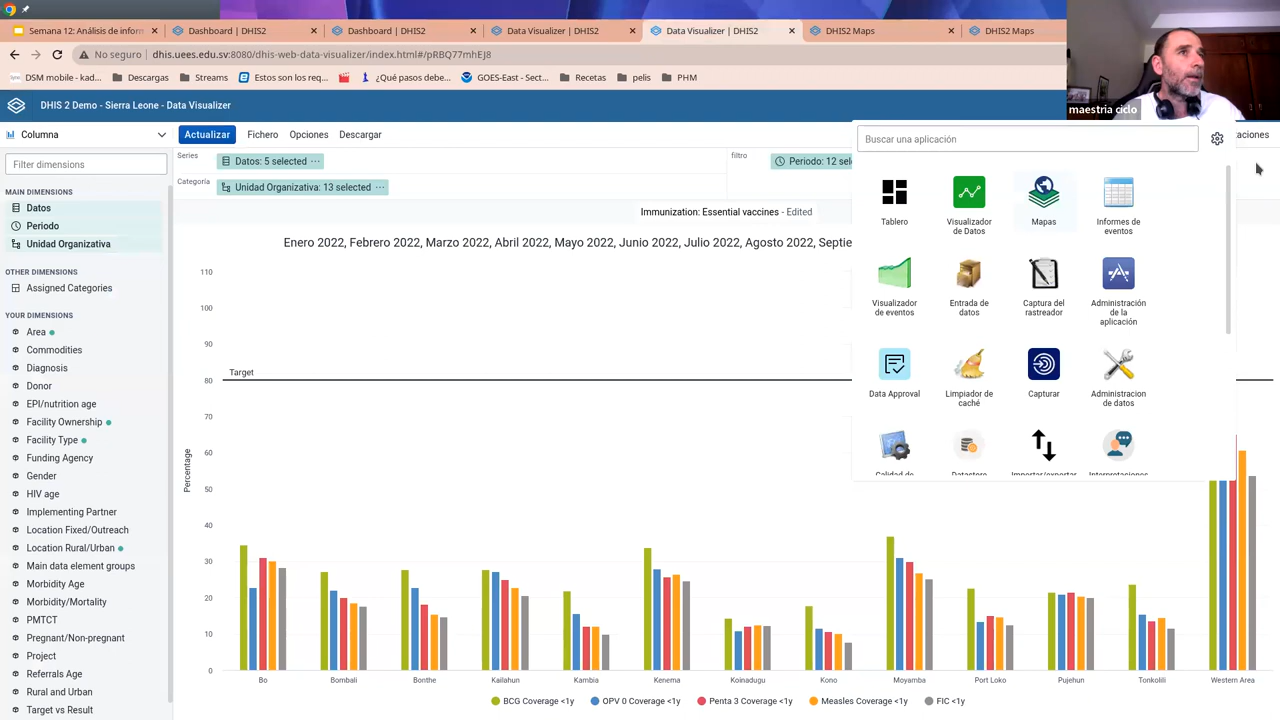 Semana 12: Análisis de inform
Dashboard | DHIS2
Dashboard | DHIS2
Data Visualizer | DHIS2
Data Visualizer | DHIS2
DHIS2 Maps
DHIS2 Maps
No seguro
dhis.uees.edu.sv:8080/dhis-web-data-visualizer/index.html#/pRBQ77mhEJ8
DSM mobile - kad...
Descargas
Streams
Estos son los req...
¿Qué pasos debe...
GOES-East - Sect...
Recetas
pelis
PHM
maestria ciclo
DHIS 2 Demo - Sierra Leone - Data Visualizer
Columna
Actualizar
Fichero
Opciones
Descargar
taciones
Filter dimensions
MAIN DIMENSIONS
Datos
Periodo
Unidad Organizativa
OTHER DIMENSIONS
Assigned Categories
YOUR DIMENSIONS
Area
Commodities
Diagnosis
Donor
EPI/nutrition age
Facility Ownership
Facility Type
Funding Agency
Gender
HIV age
Implementing Partner
Location Fixed/Outreach
Location Rural/Urban
Main data element groups
Morbidity Age
Morbidity/Mortality
PMTCT
Pregnant/Non-pregnant
Project
Referrals Age
Rural and Urban
Target vs Result
Series
Datos: 5 selected ···
filtro
Periodo: 12 sel
Categoría
Unidad Organizativa: 13 selected ···
Immunization: Essential vaccines - Edited
Enero 2022, Febrero 2022, Marzo 2022, Abril 2022, Mayo 2022, Junio 2022, Julio 2022, Agosto 2022, Septie
Percentage
110
100
90
80
70
60
50
40
30
20
10
0
Target
Bo
Bombali
Bonthe
Kailahun
Kambia
Kenema
Koinadugu
Kono
Moyamba
Port Loko
Pujehun
Tonkolili
Western Area
BCG Coverage <1y
OPV 0 Coverage <1y
Penta 3 Coverage <1y
Measles Coverage <1y
FIC <1y
Buscar una aplicación
Tablero
Visualizador
de Datos
Mapas
Informes de
eventos
Visualizador
de eventos
Entrada de
datos
Captura del
rastreador
Administración
de la
aplicación
Data Approval
Limpiador de
caché
Capturar
Administracion
de datos
Calidad de
Datastore
Importar/exportar
Interpretaciones